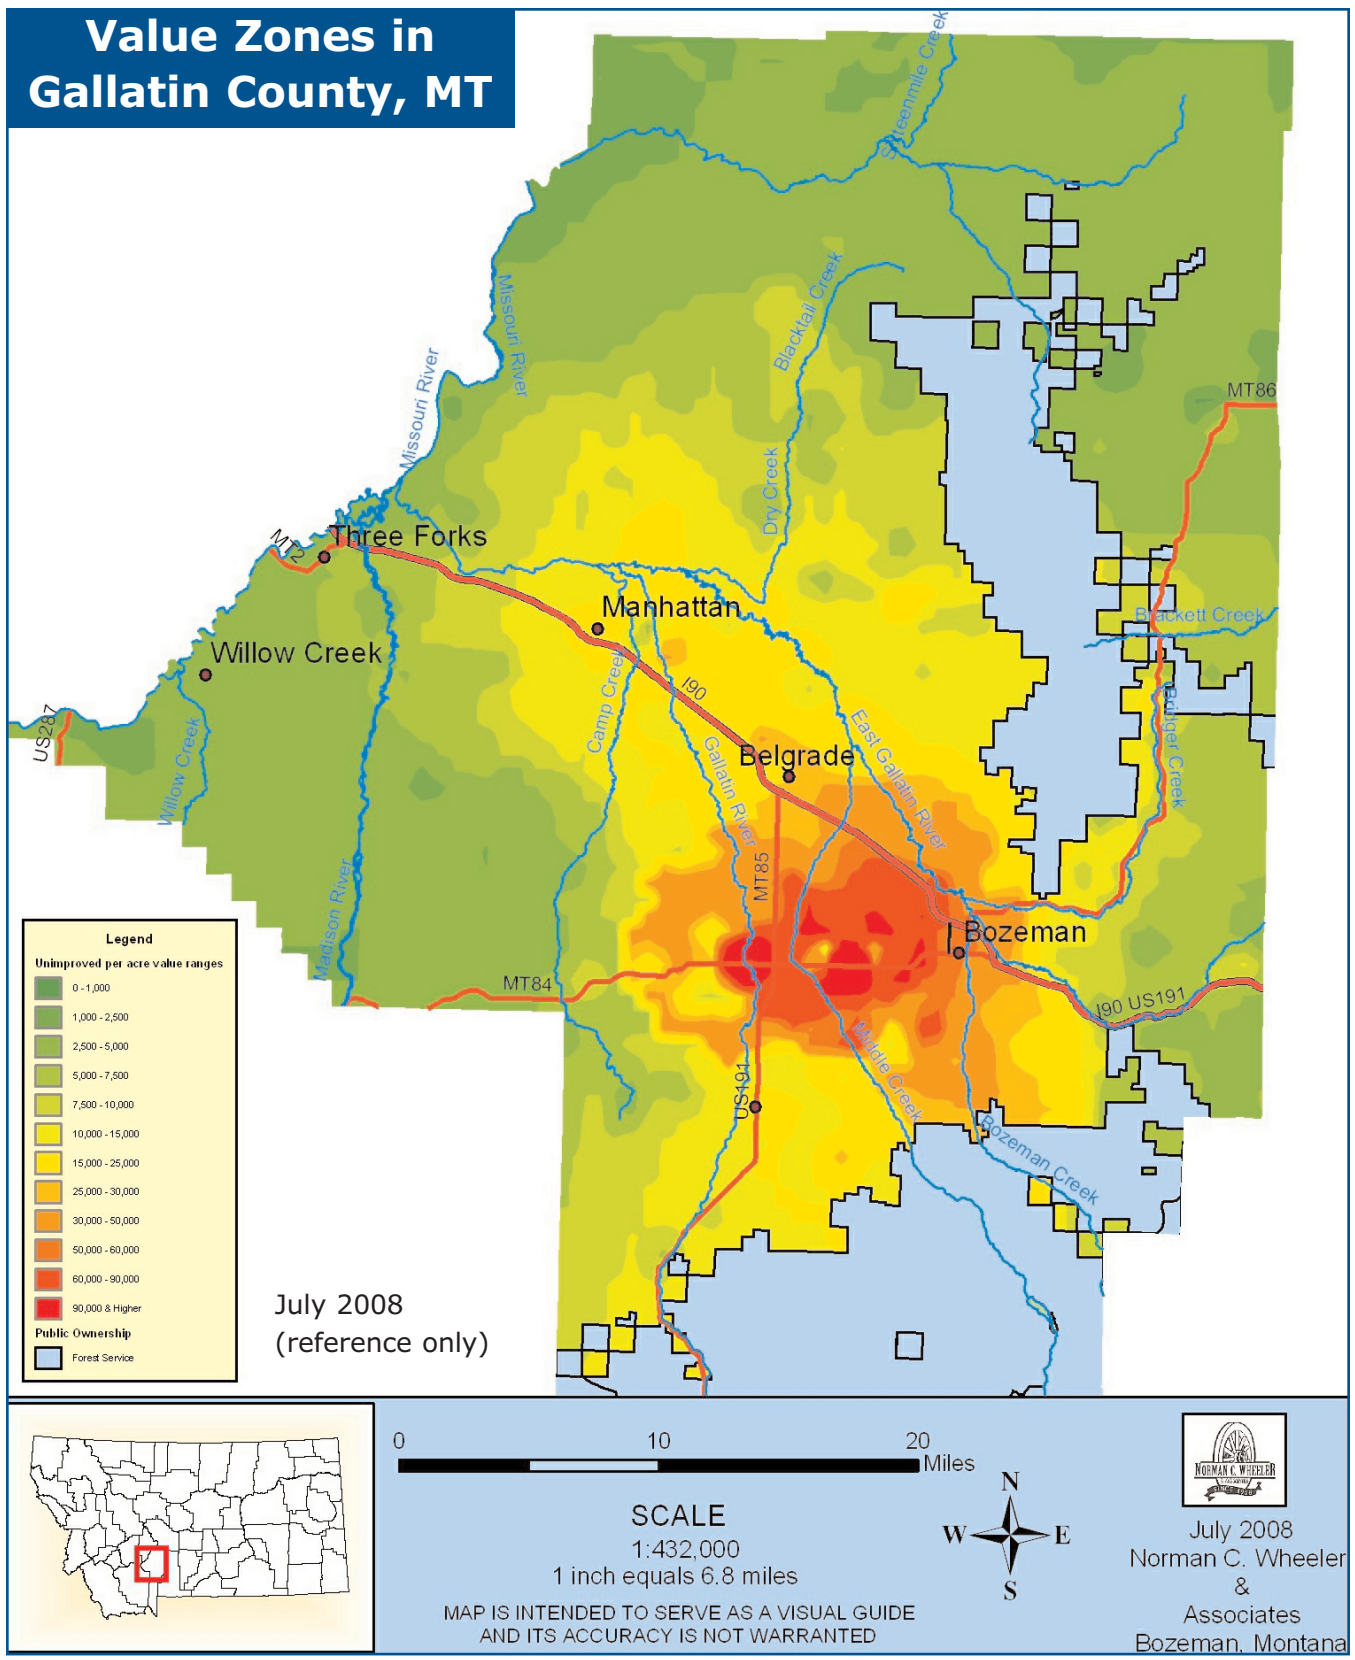 Value Zones in
Gallatin County, MT
Sixteenmile Creek
Missouri River
Blacktail Creek
Missouri River
MT86
Dry Creek
MT2
Three Forks
Manhattan
Brackett Creek
Willow Creek
Camp Creek
I90
US287
Willow Creek
Gallatin River
Belgrade
East Gallatin River
Bridger Creek
MT85
Madison River
Bozeman
MT84
I90 US191
Middle Creek
US191
Bozeman Creek
Legend
Unimproved per acre value ranges
0 - 1,000
1,000 - 2,500
2,500 - 5,000
5,000 - 7,500
7,500 - 10,000
10,000 - 15,000
15,000 - 25,000
25,000 - 30,000
30,000 - 50,000
50,000 - 60,000
60,000 - 90,000
90,000 & Higher
Public Ownership
Forest Service
July 2008
(reference only)
0 10 20
Miles
SCALE
1:432,000
1 inch equals 6.8 miles
MAP IS INTENDED TO SERVE AS A VISUAL GUIDE
AND ITS ACCURACY IS NOT WARRANTED
N
W E
S
NORMAN C. WHEELER
& ASSOCIATES
July 2008
Norman C. Wheeler
&
Associates
Bozeman, Montana